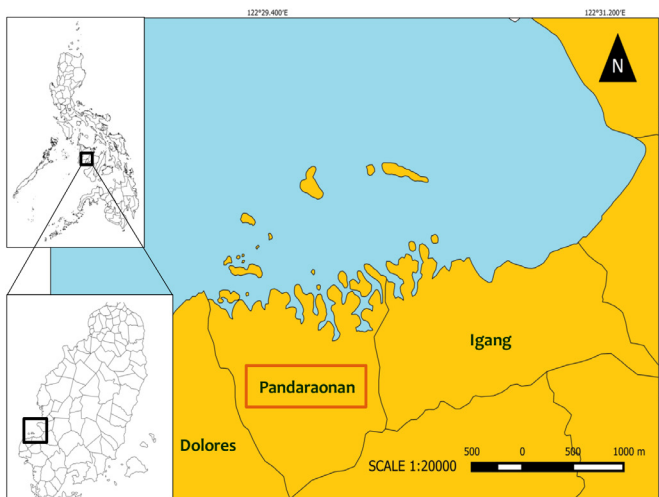 122°29.400'E
122°31.200'E
N
Igang
Pandaraonan
Dolores
500 0 500 1000 m
SCALE 1:20000